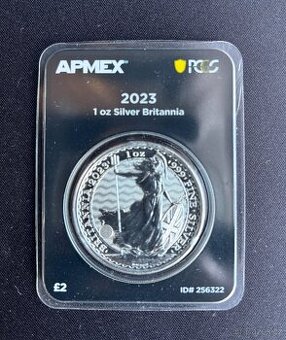 APMEX PCGS
2023
1 oz Silver Britannia
BRITANNIA 2023 1 oz 999 FINE SILVER
£2 ID# 256322